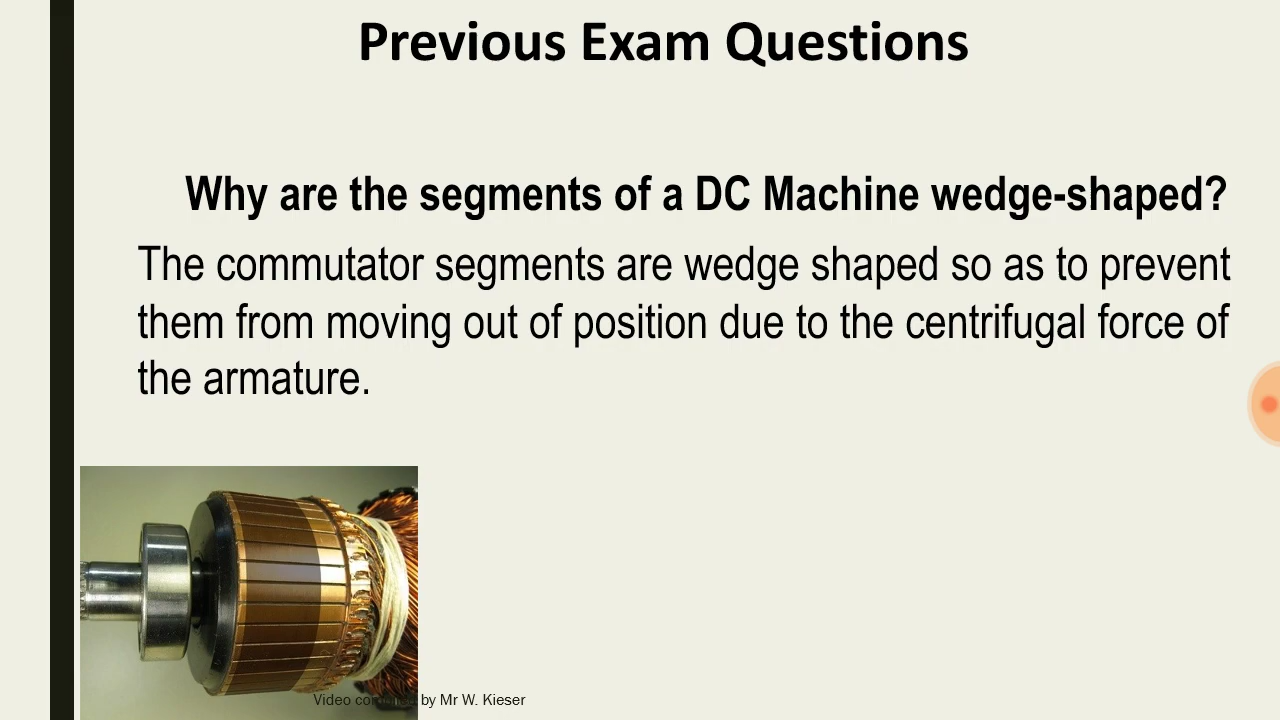 Previous Exam Questions
Why are the segments of a DC Machine wedge-shaped?
The commutator segments are wedge shaped so as to prevent
them from moving out of position due to the centrifugal force of
the armature.
Video compiled by Mr W. Kieser